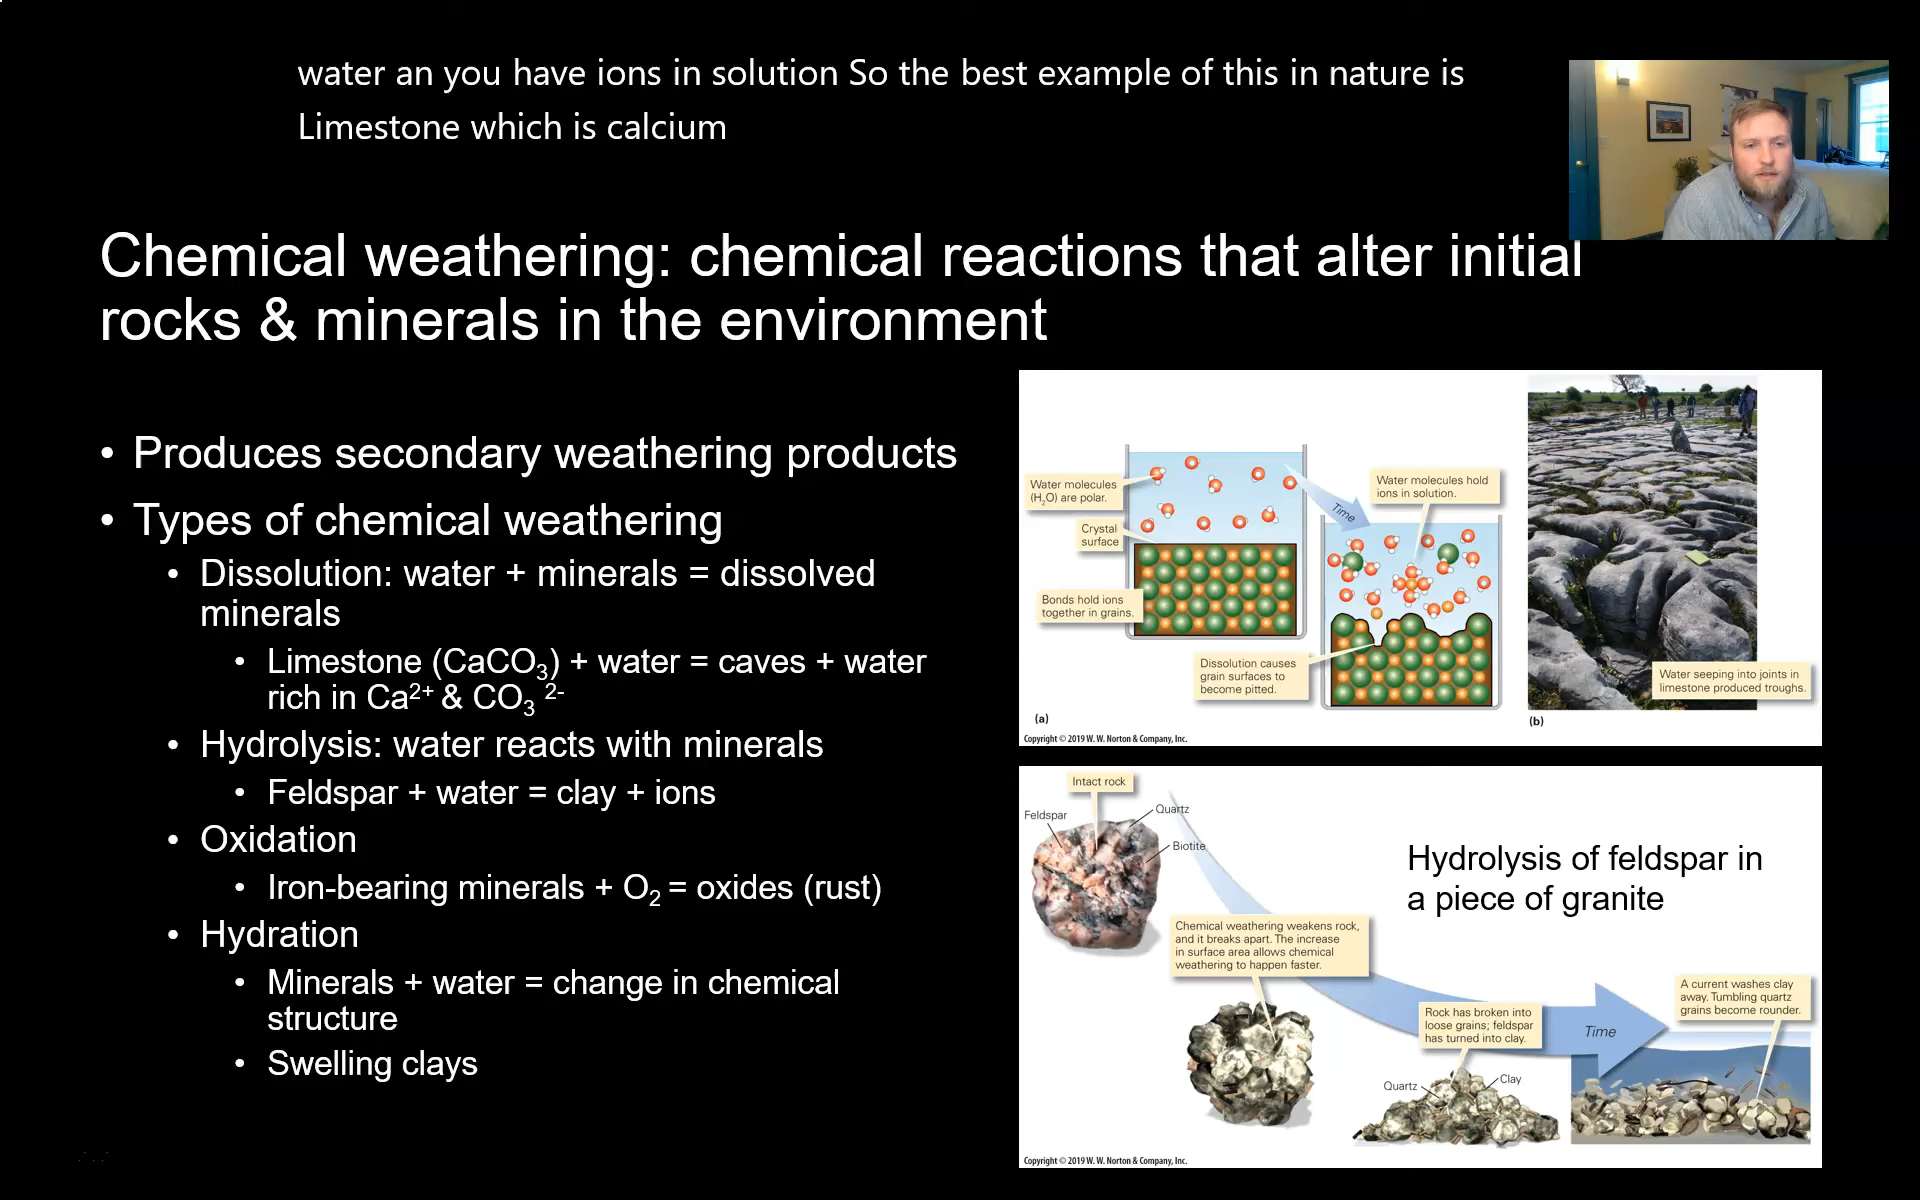 water an you have ions in solution So the best example of this in nature is
Limestone which is calcium
Chemical weathering: chemical reactions that alter initial
rocks & minerals in the environment
• Produces secondary weathering products
• Types of chemical weathering
• Dissolution: water + minerals = dissolved
minerals
• Limestone (CaCO₃) + water = caves + water
rich in Ca²⁺ & CO₃ ²⁻
• Hydrolysis: water reacts with minerals
• Feldspar + water = clay + ions
• Oxidation
• Iron-bearing minerals + O₂ = oxides (rust)
• Hydration
• Minerals + water = change in chemical
structure
• Swelling clays
Water molecules
(H₂O) are polar.
Crystal
surface
Bonds hold ions
together in grains.
Time
Water molecules hold
ions in solution.
Dissolution causes
grain surfaces to
become pitted.
(a)
Water seeping into joints in
limestone produced troughs.
(b)
Copyright © 2019 W. W. Norton & Company, Inc.
Intact rock
Feldspar
Quartz
Biotite
Hydrolysis of feldspar in
a piece of granite
Chemical weathering weakens rock,
and it breaks apart. The increase
in surface area allows chemical
weathering to happen faster.
Rock has broken into
loose grains; feldspar
has turned into clay.
Time
A current washes clay
away. Tumbling quartz
grains become rounder.
Quartz
Clay
Copyright © 2019 W. W. Norton & Company, Inc.